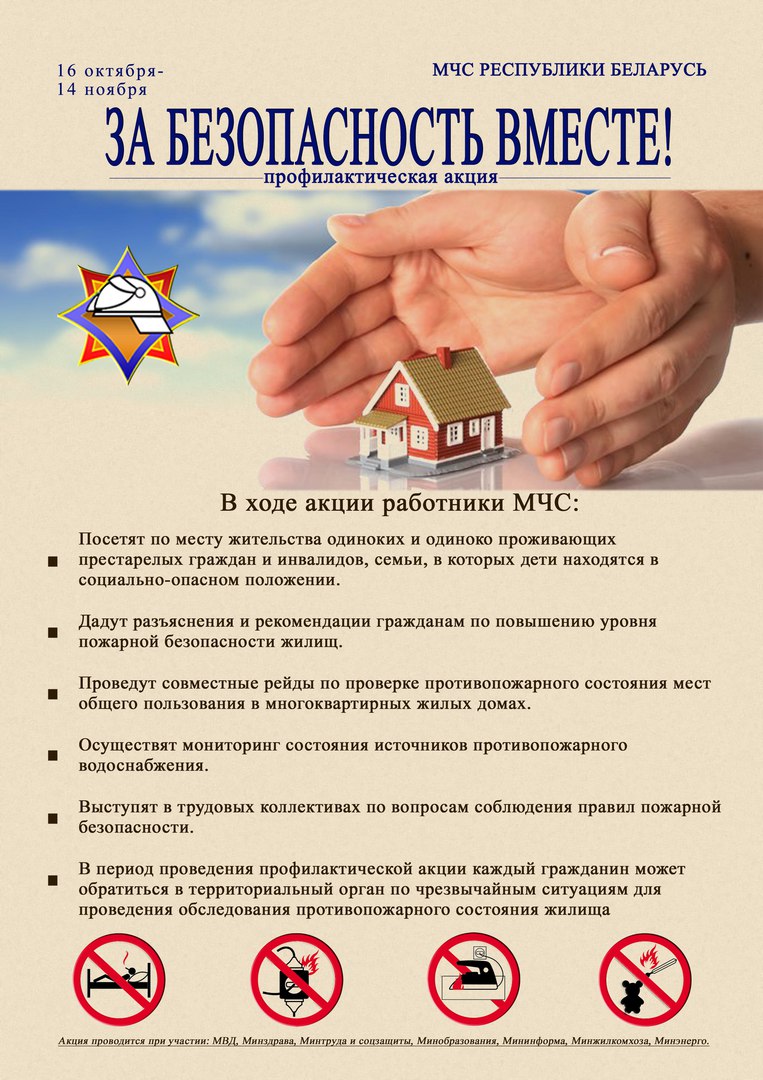 16 октября-
14 ноября
МЧС РЕСПУБЛИКИ БЕЛАРУСЬ
ЗА БЕЗОПАСНОСТЬ ВМЕСТЕ!
профилактическая акция
В ходе акции работники МЧС:
Посетят по месту жительства одиноких и одиноко проживающих
престарелых граждан и инвалидов, семьи, в которых дети находятся в
социально-опасном положении.
Дадут разъяснения и рекомендации гражданам по повышению уровня
пожарной безопасности жилищ.
Проведут совместные рейды по проверке противопожарного состояния мест
общего пользования в многоквартирных жилых домах.
Осуществят мониторинг состояния источников противопожарного
водоснабжения.
Выступят в трудовых коллективах по вопросам соблюдения правил пожарной
безопасности.
В период проведения профилактической акции каждый гражданин может
обратиться в территориальный орган по чрезвычайным ситуациям для
проведения обследования противопожарного состояния жилища
Акция проводится при участии: МВД, Минздрава, Минтруда и соцзащиты, Минобразования, Мининформа, Минжилкомхоза, Минэнерго.